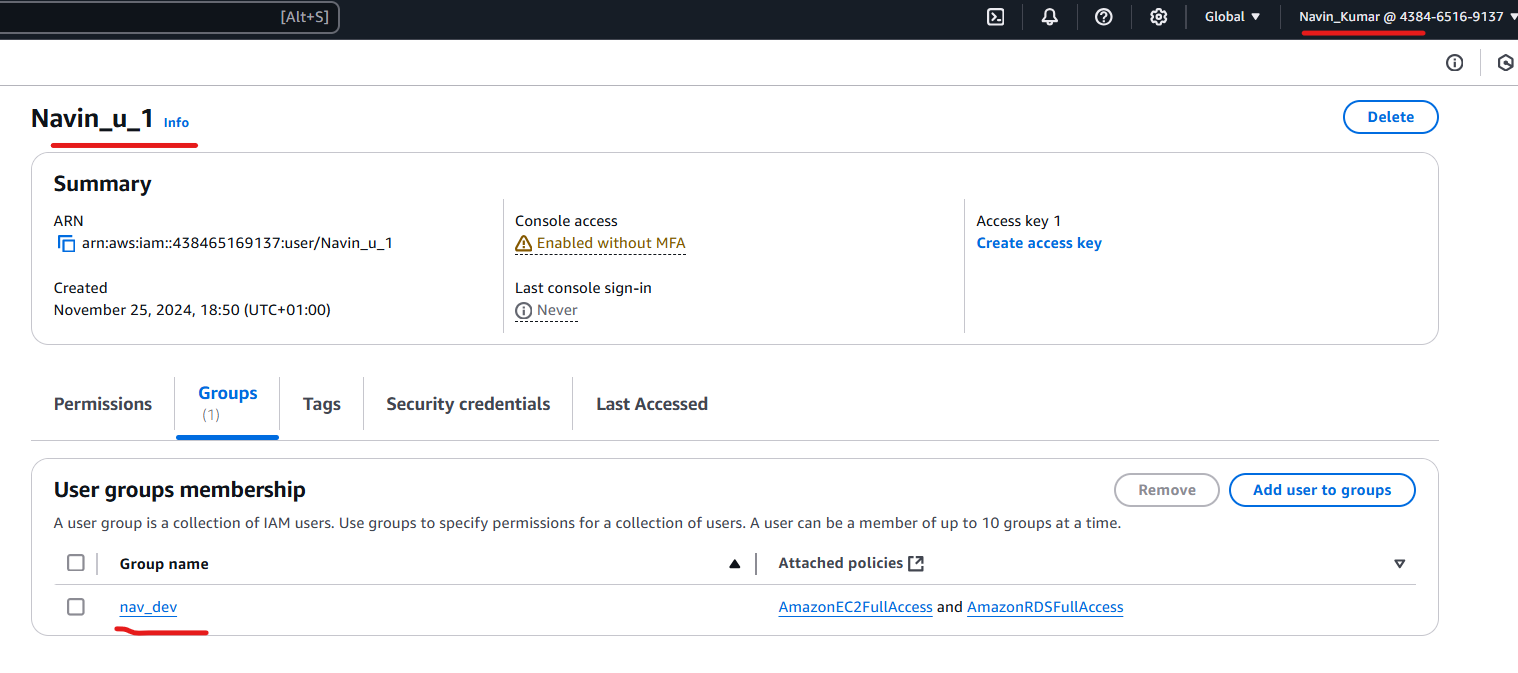 [Alt+S]
Global
Navin_Kumar @ 4384-6516-9137
Navin_u_1 Info
Delete
Summary
ARN
arn:aws:iam::438465169137:user/Navin_u_1
Created
November 25, 2024, 18:50 (UTC+01:00)
Console access
Enabled without MFA
Last console sign-in
Never
Access key 1
Create access key
Permissions
Groups
(1)
Tags
Security credentials
Last Accessed
User groups membership
Remove
Add user to groups
A user group is a collection of IAM users. Use groups to specify permissions for a collection of users. A user can be a member of up to 10 groups at a time.
Group name
Attached policies
nav_dev
AmazonEC2FullAccess and AmazonRDSFullAccess